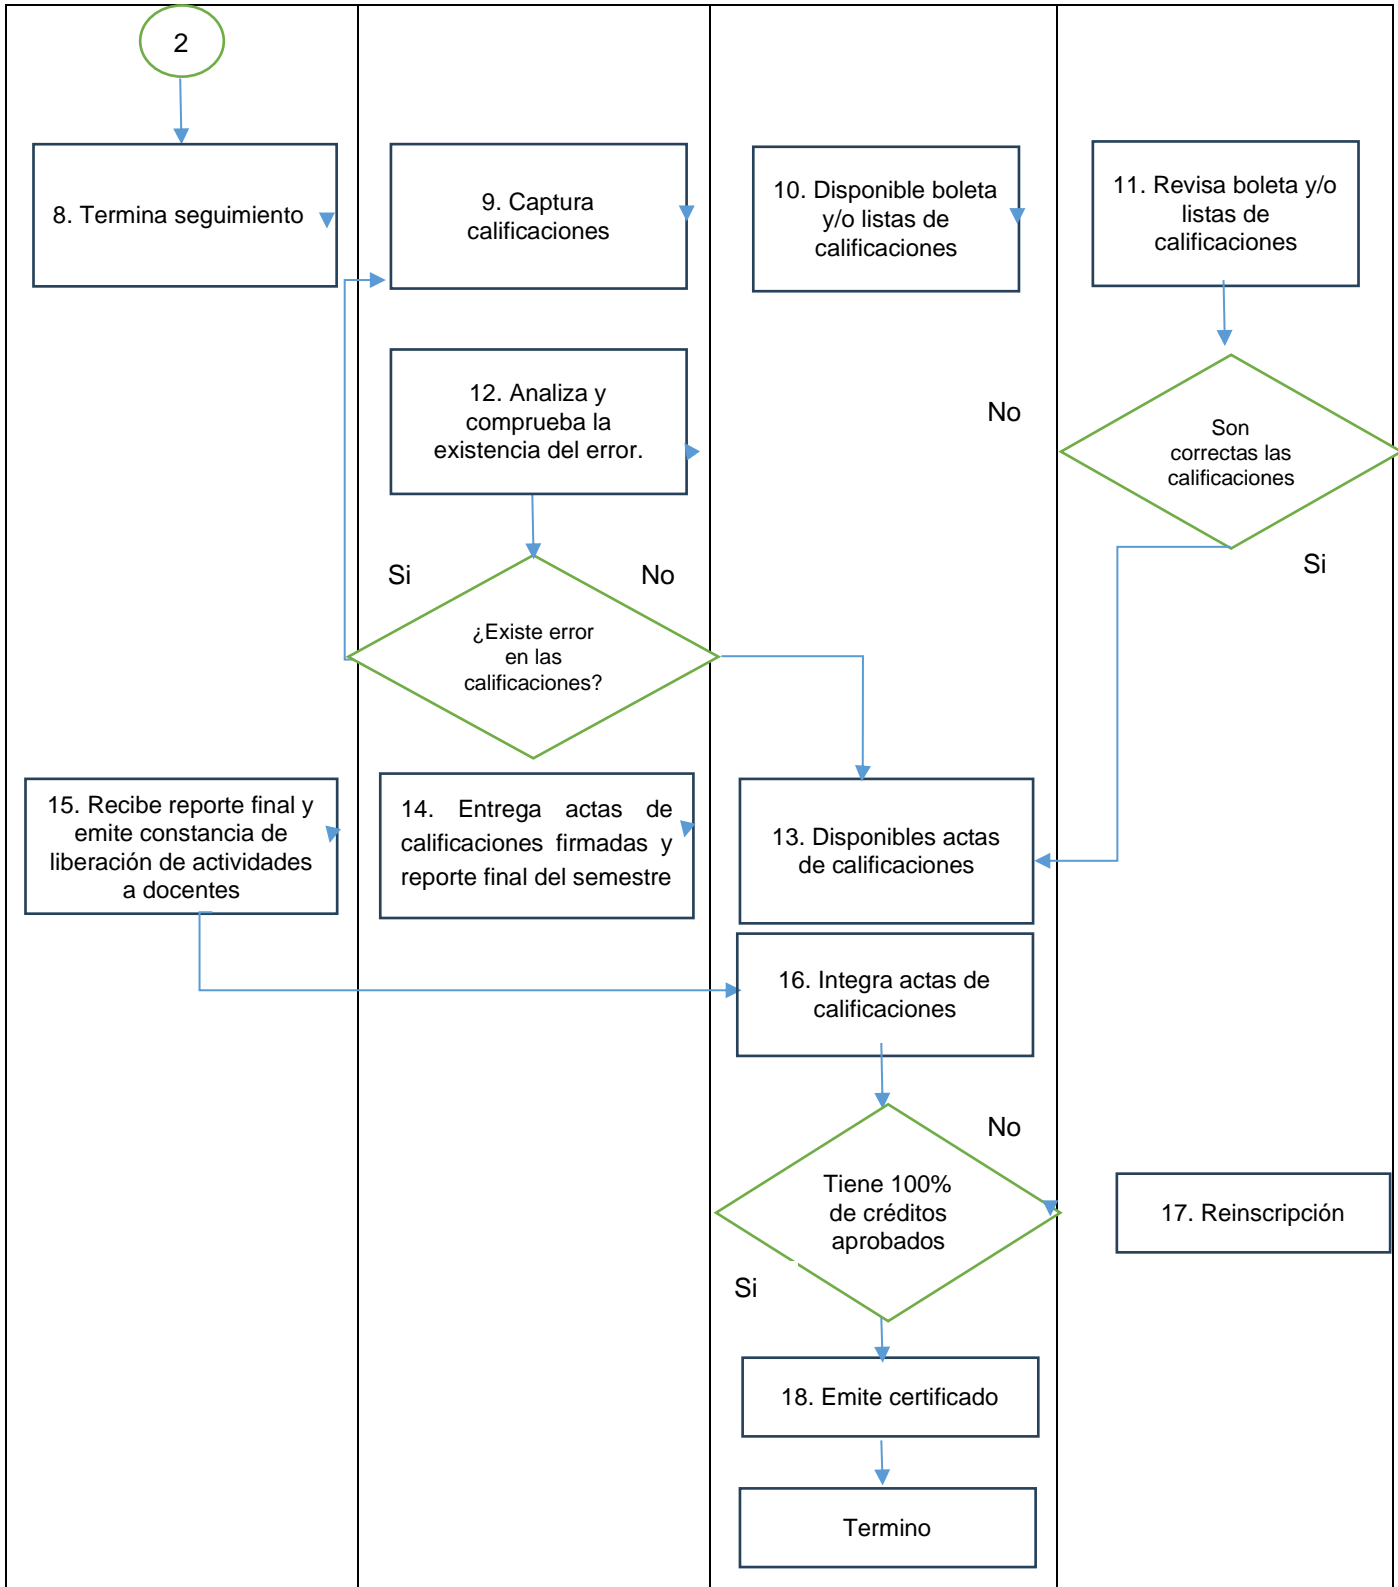 2
8. Termina seguimiento
9. Captura
calificaciones
10. Disponible boleta
y/o listas de
calificaciones
11. Revisa boleta y/o
listas de
calificaciones
12. Analiza y
comprueba la
existencia del error.
No
Son
correctas las
calificaciones
Si
Si
No
¿Existe error
en las
calificaciones?
15. Recibe reporte final y
emite constancia de
liberación de actividades
a docentes
14. Entrega actas de
calificaciones firmadas y
reporte final del semestre
13. Disponibles actas
de calificaciones
16. Integra actas de
calificaciones
No
Tiene 100%
de créditos
aprobados
Si
17. Reinscripción
18. Emite certificado
Termino